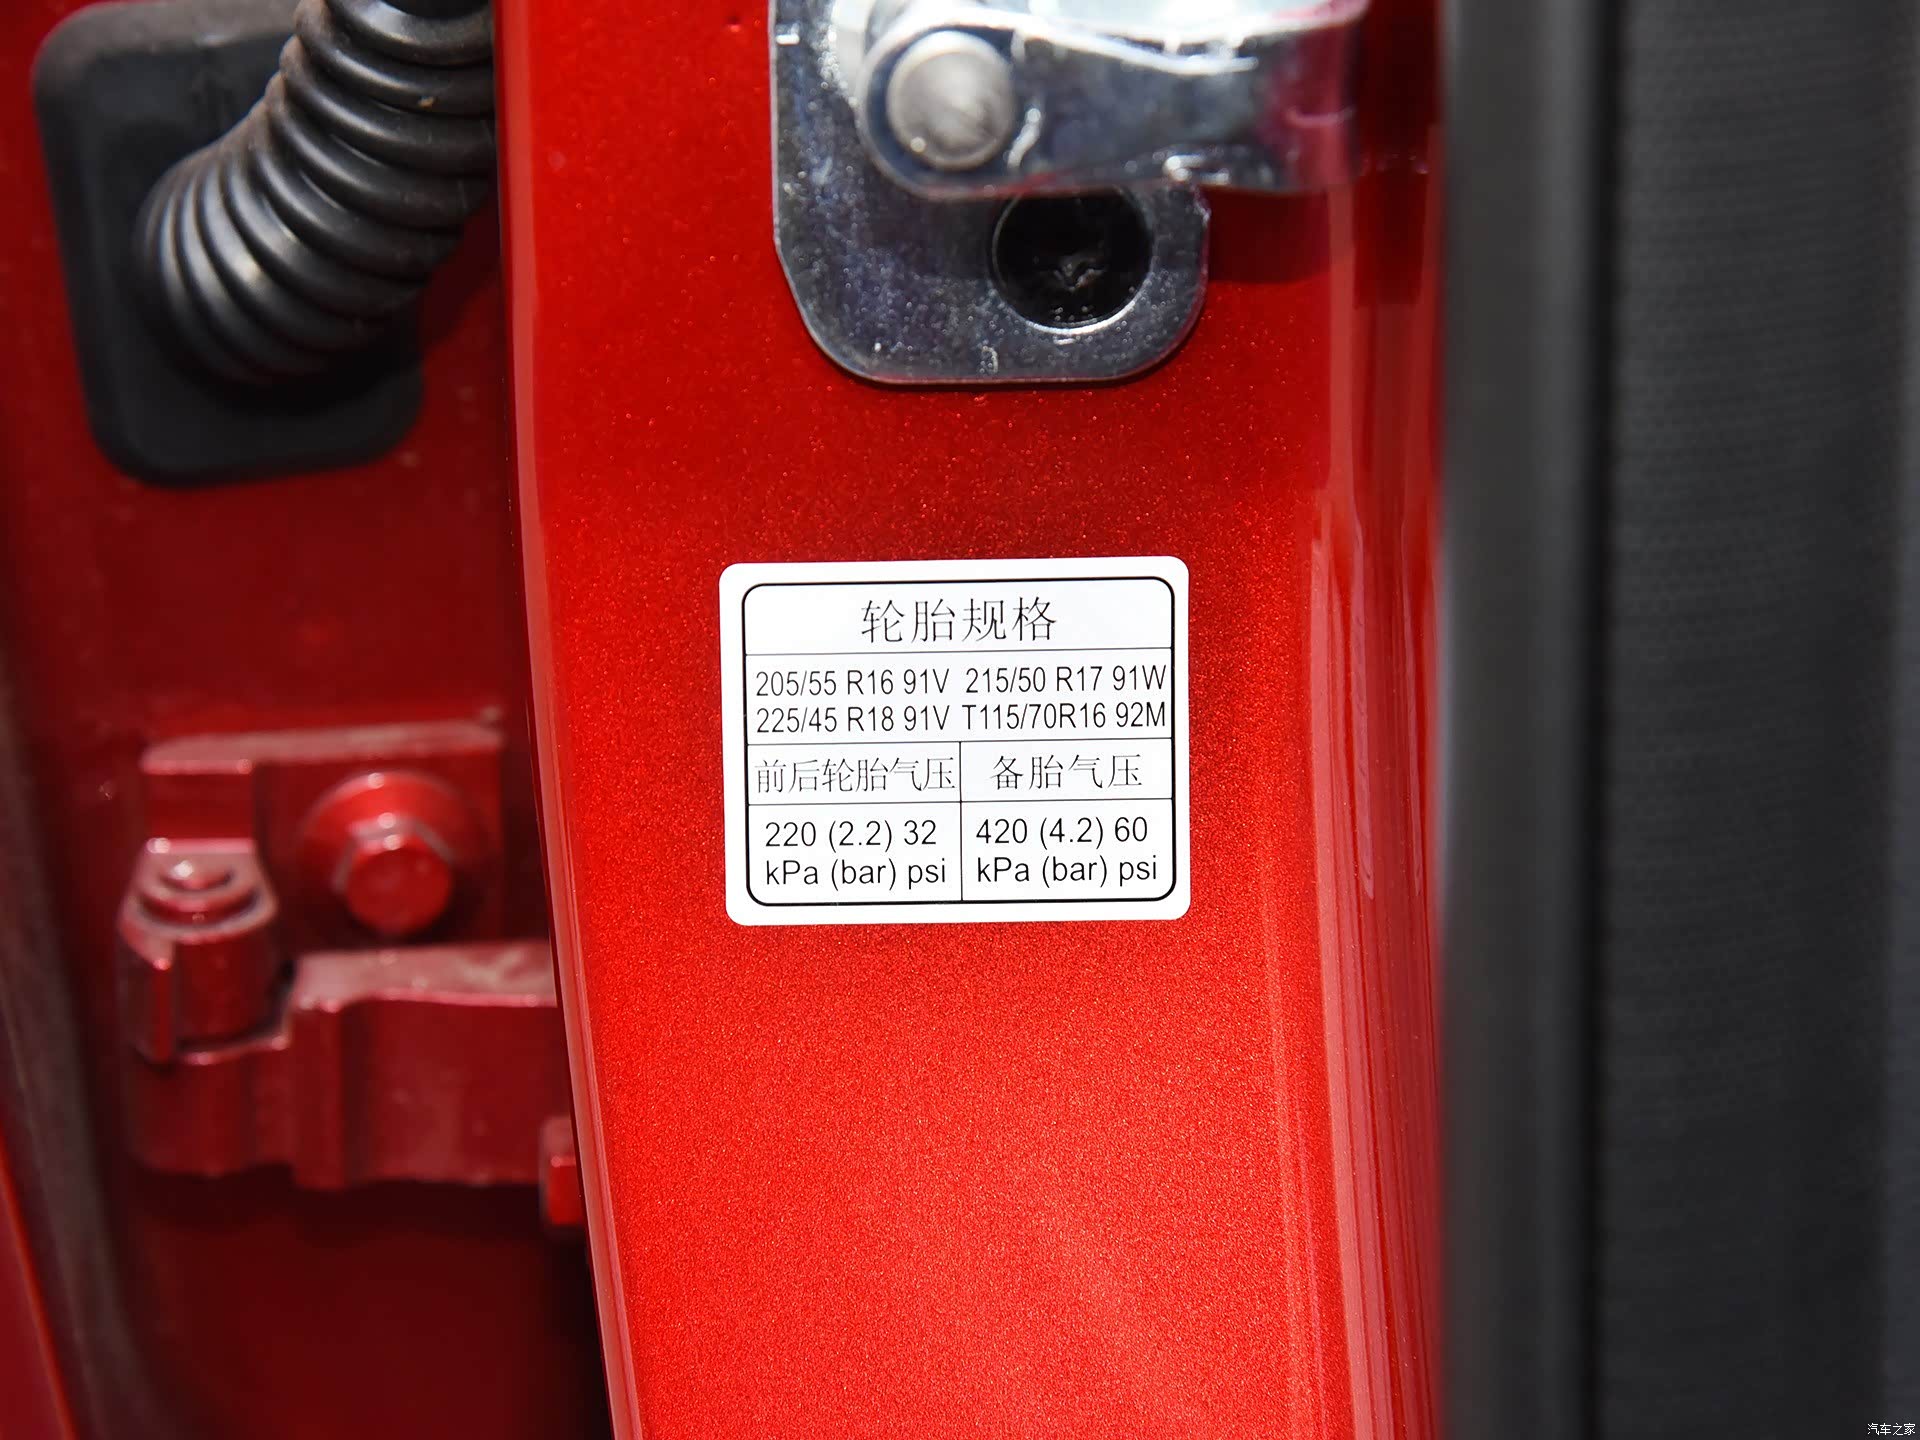 轮胎规格
205/55 R16 91V 215/50 R17 91W
225/45 R18 91V T115/70R16 92M
前后轮胎气压 备胎气压
220 (2.2) 32 420 (4.2) 60
kPa (bar) psi kPa (bar) psi
汽车之家